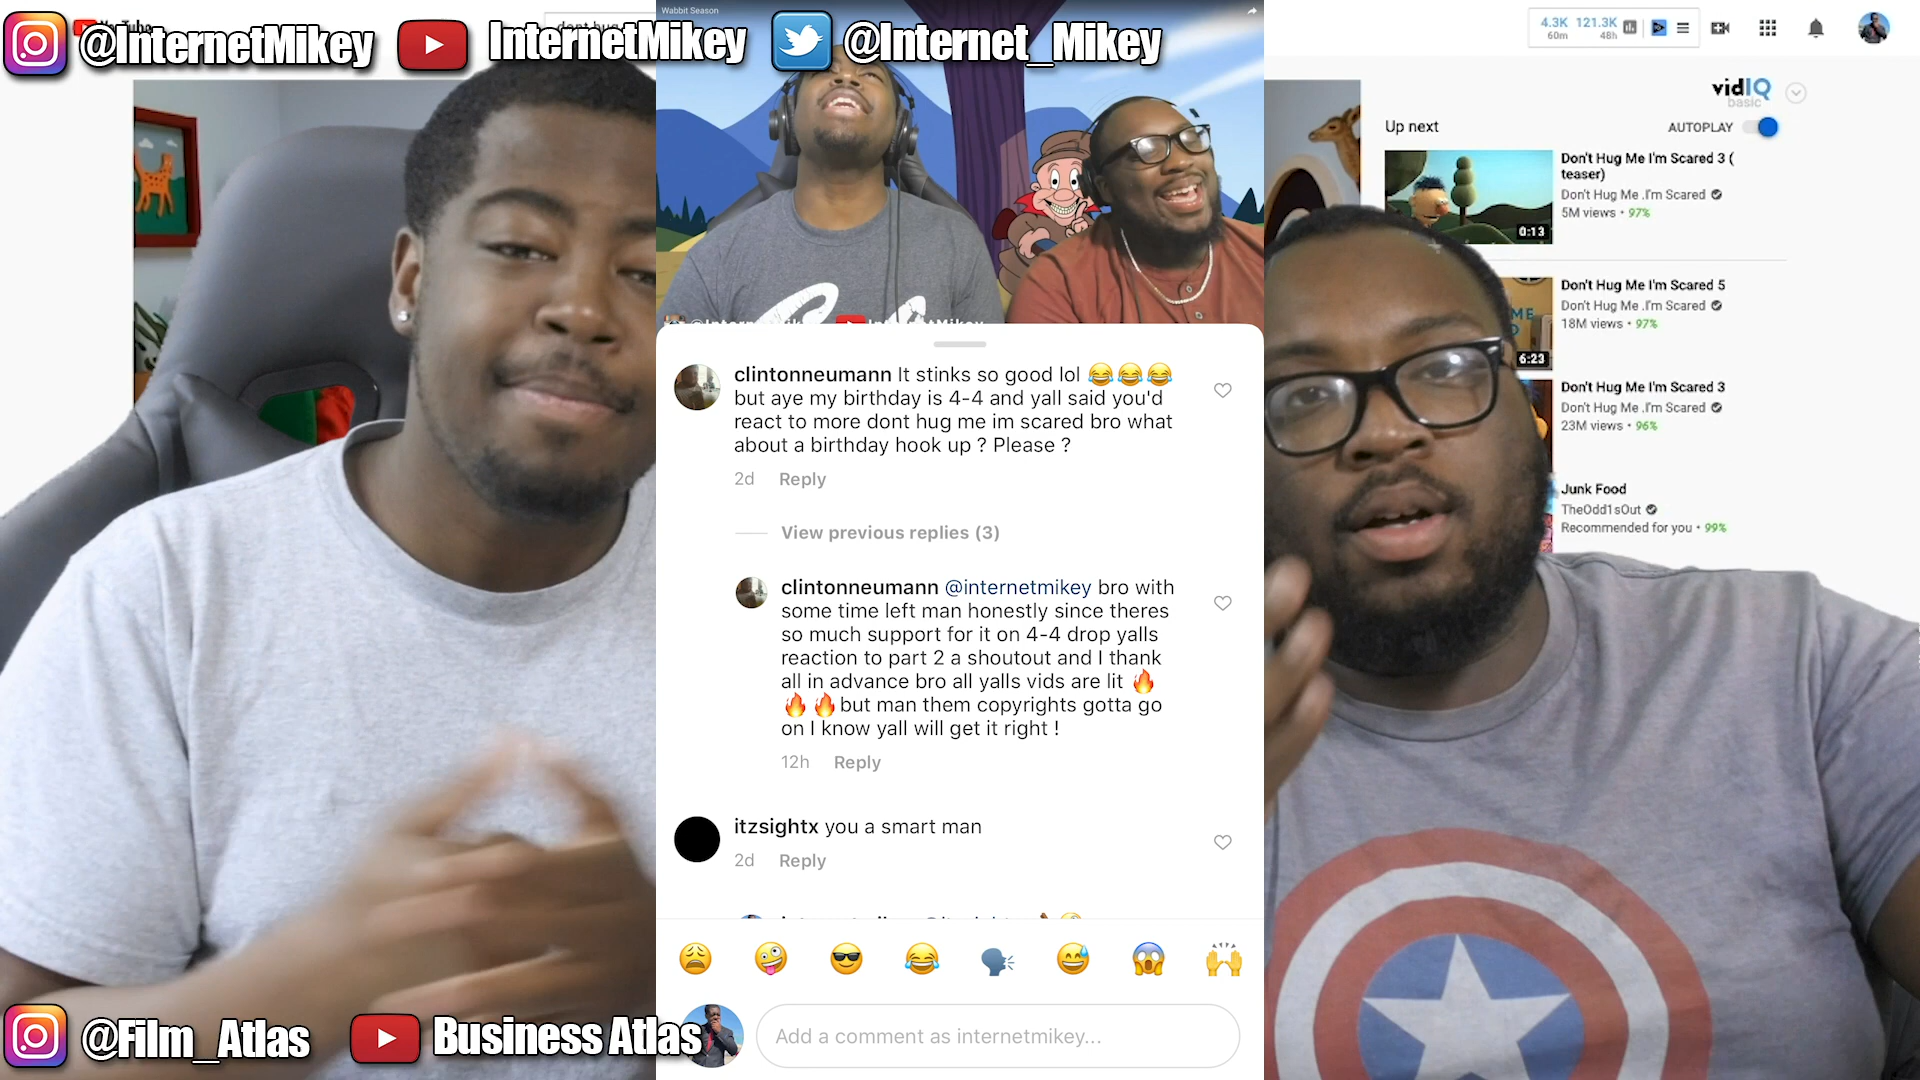 @InternetMikey
InternetMikey
@Internet_Mikey
Wabbit Season
4.3K
60m
121.3K
48h
vidIQ
basic
Up next
AUTOPLAY
Don't Hug Me I'm Scared 3 (
teaser)
Don't Hug Me .I'm Scared
5M views • 97%
0:13
Don't Hug Me I'm Scared 5
Don't Hug Me .I'm Scared
18M views • 97%
6:23
Don't Hug Me I'm Scared 3
Don't Hug Me .I'm Scared
23M views • 96%
Junk Food
TheOdd1sOut
Recommended for you • 99%
clintonneumann It stinks so good lol 😂😂😂
but aye my birthday is 4-4 and yall said you'd
react to more dont hug me im scared bro what
about a birthday hook up ? Please ?
2d Reply
View previous replies (3)
clintonneumann @internetmikey bro with
some time left man honestly since theres
so much support for it on 4-4 drop yalls
reaction to part 2 a shoutout and I thank
all in advance bro all yalls vids are lit 🔥
🔥🔥but man them copyrights gotta go
on I know yall will get it right !
12h Reply
itzsightx you a smart man
2d Reply
Add a comment as internetmikey...
@Film_Atlas
Business Atlas